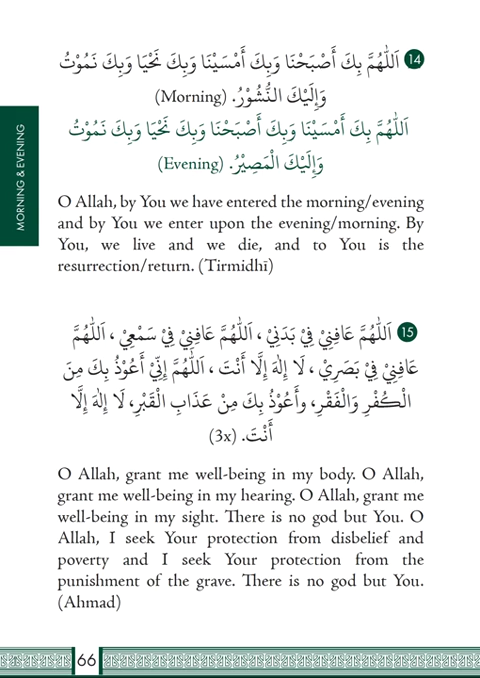 14 اَللّٰهُمَّ بِكَ أَصْبَحْنَا وَبِكَ أَمْسَيْنَا وَبِكَ نَحْيَا وَبِكَ نَمُوْتُ
وَإِلَيْكَ النُّشُوْرُ. (Morning)
اَللّٰهُمَّ بِكَ أَمْسَيْنَا وَبِكَ أَصْبَحْنَا وَبِكَ نَحْيَا وَبِكَ نَمُوْتُ
وَإِلَيْكَ الْمَصِيْرُ. (Evening)
MORNING & EVENING
O Allah, by You we have entered the morning/evening
and by You we enter upon the evening/morning. By
You, we live and we die, and to You is the
resurrection/return. (Tirmidhī)
15 اَللّٰهُمَّ عَافِنِيْ فِيْ بَدَنِيْ ، اَللّٰهُمَّ عَافِنِيْ فِيْ سَمْعِيْ ، اَللّٰهُمَّ
عَافِنِيْ فِيْ بَصَرِيْ ، لَا إِلٰهَ إِلَّا أَنْتَ ، اَللّٰهُمَّ إِنِّيْ أَعُوْذُ بِكَ مِنَ
الْكُفْرِ وَالْفَقْرِ، وأَعُوْذُ بِكَ مِنْ عَذَابِ الْقَبْرِ، لَا إِلٰهَ إِلَّا
أَنْتَ. (3x)
O Allah, grant me well-being in my body. O Allah,
grant me well-being in my hearing. O Allah, grant me
well-being in my sight. There is no god but You. O
Allah, I seek Your protection from disbelief and
poverty and I seek Your protection from the
punishment of the grave. There is no god but You.
(Ahmad)
66